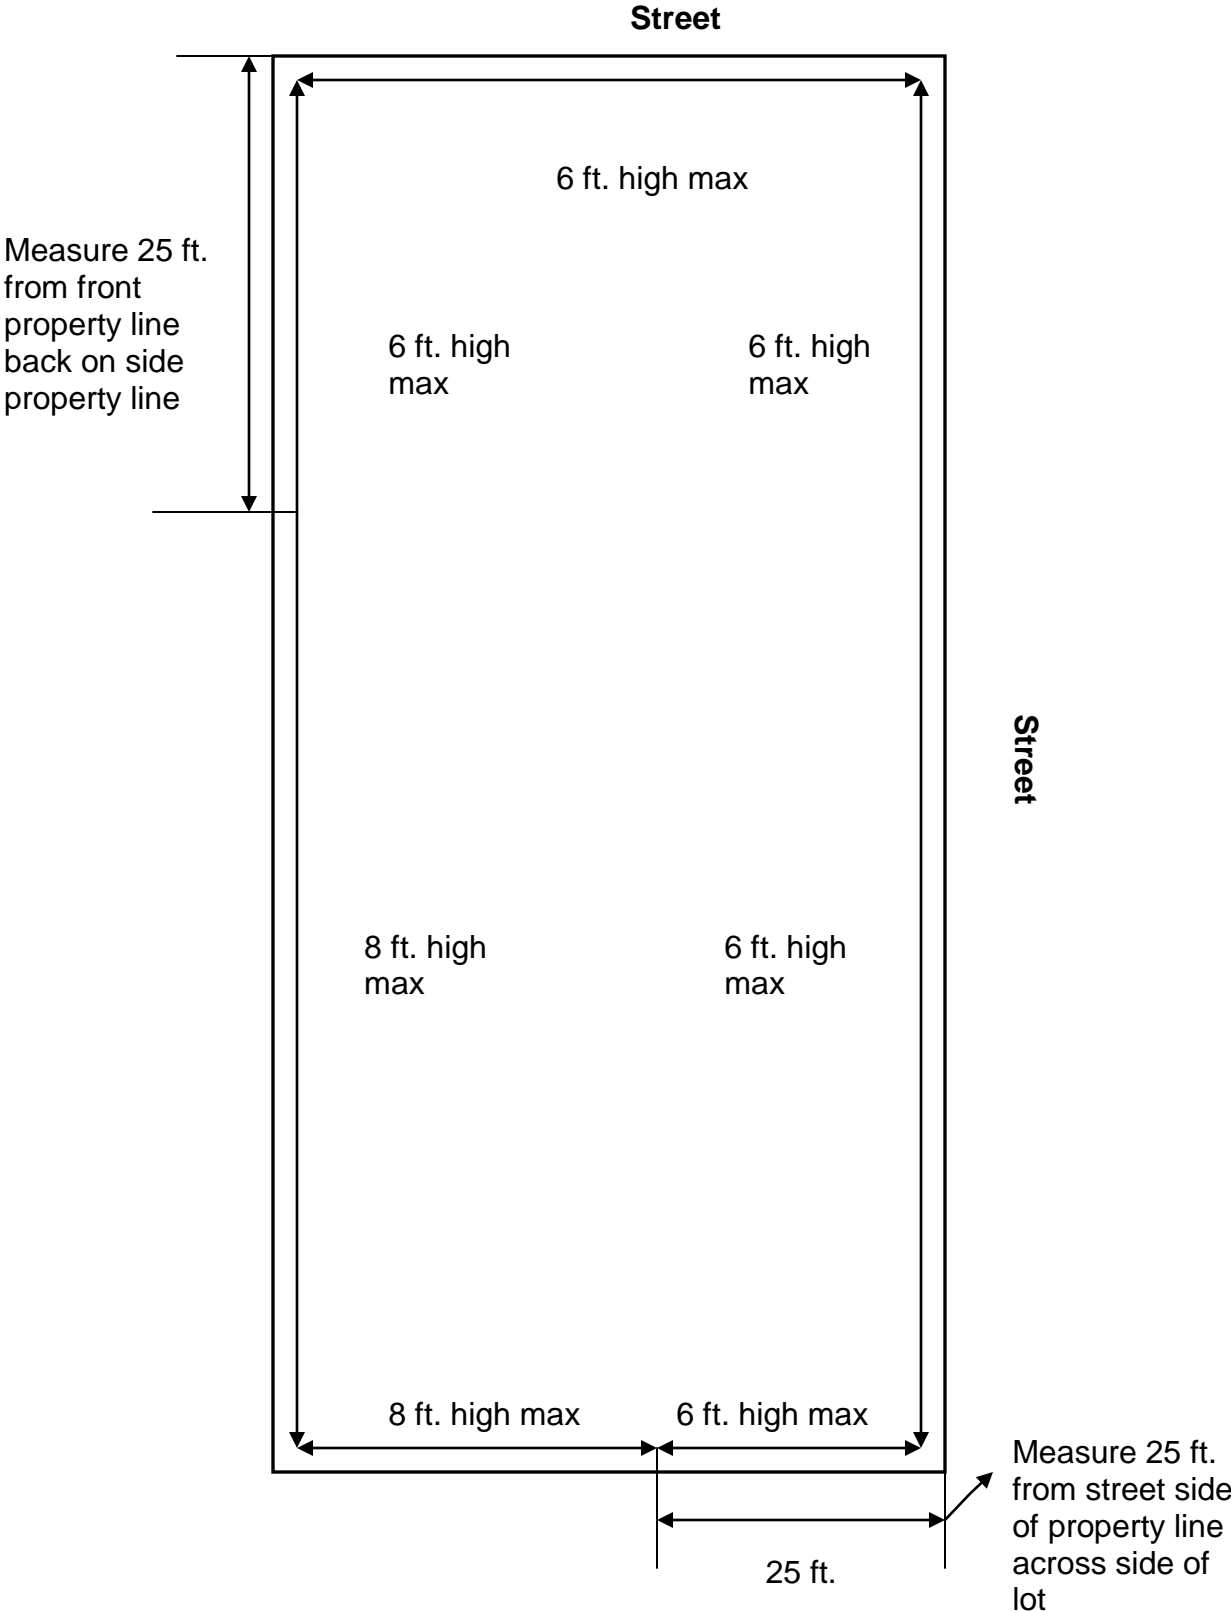 Street
6 ft. high max
Measure 25 ft.
from front
property line
back on side
property line
6 ft. high
max
6 ft. high
max
Street
8 ft. high
max
6 ft. high
max
8 ft. high max
6 ft. high max
Measure 25 ft.
from street side
of property line
across side of
lot
25 ft.